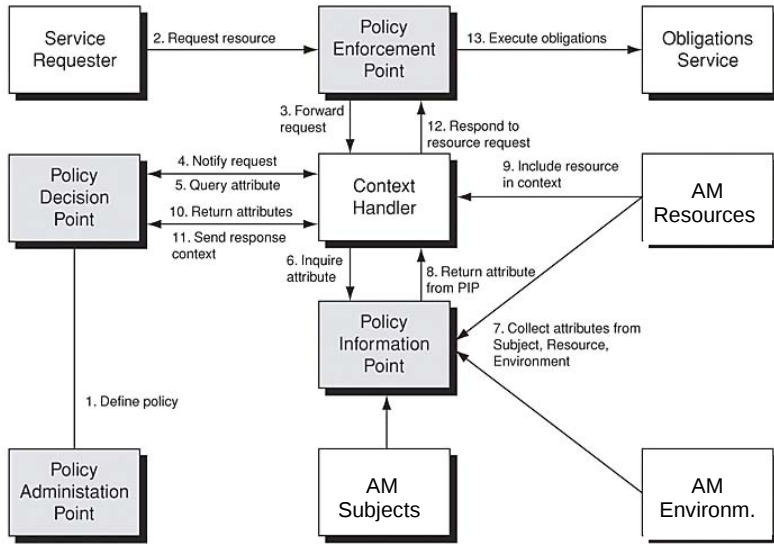 Service
Requester
2. Request resource
Policy
Enforcement
Point
13. Execute obligations
Obligations
Service
3. Forward
request
12. Respond to
resource request
Policy
Decision
Point
4. Notify request
5. Query attribute
10. Return attributes
11. Send response
context
Context
Handler
9. Include resource
in context
AM
Resources
6. Inquire
attribute
8. Return attribute
from PIP
Policy
Information
Point
7. Collect attributes from
Subject, Resource,
Environment
1. Define policy
Policy
Administation
Point
AM
Subjects
AM
Environm.